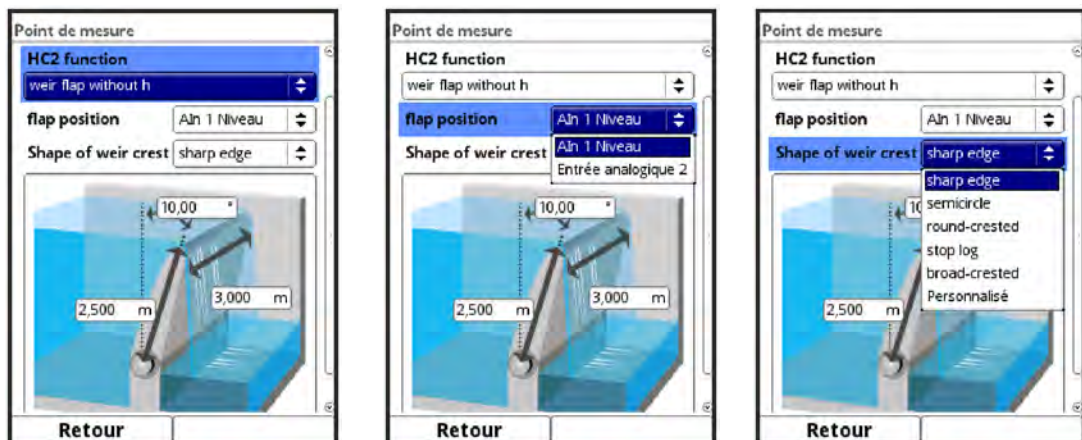 Point de mesure
HC2 function
weir flap without h
flap position AIn 1 Niveau
Shape of weir crest sharp edge
10,00 °
3,000 m
2,500 m
Retour
Point de mesure
HC2 function
weir flap without h
flap position AIn 1 Niveau
AIn 1 Niveau
Shape of weir crest
Entrée analogique 2
10,00 °
3,000 m
2,500 m
Retour
Point de mesure
HC2 function
weir flap without h
flap position AIn 1 Niveau
Shape of weir crest sharp edge
sharp edge
semicircle
round-crested
stop log
broad-crested
Personnalisé
2,500 m
Retour